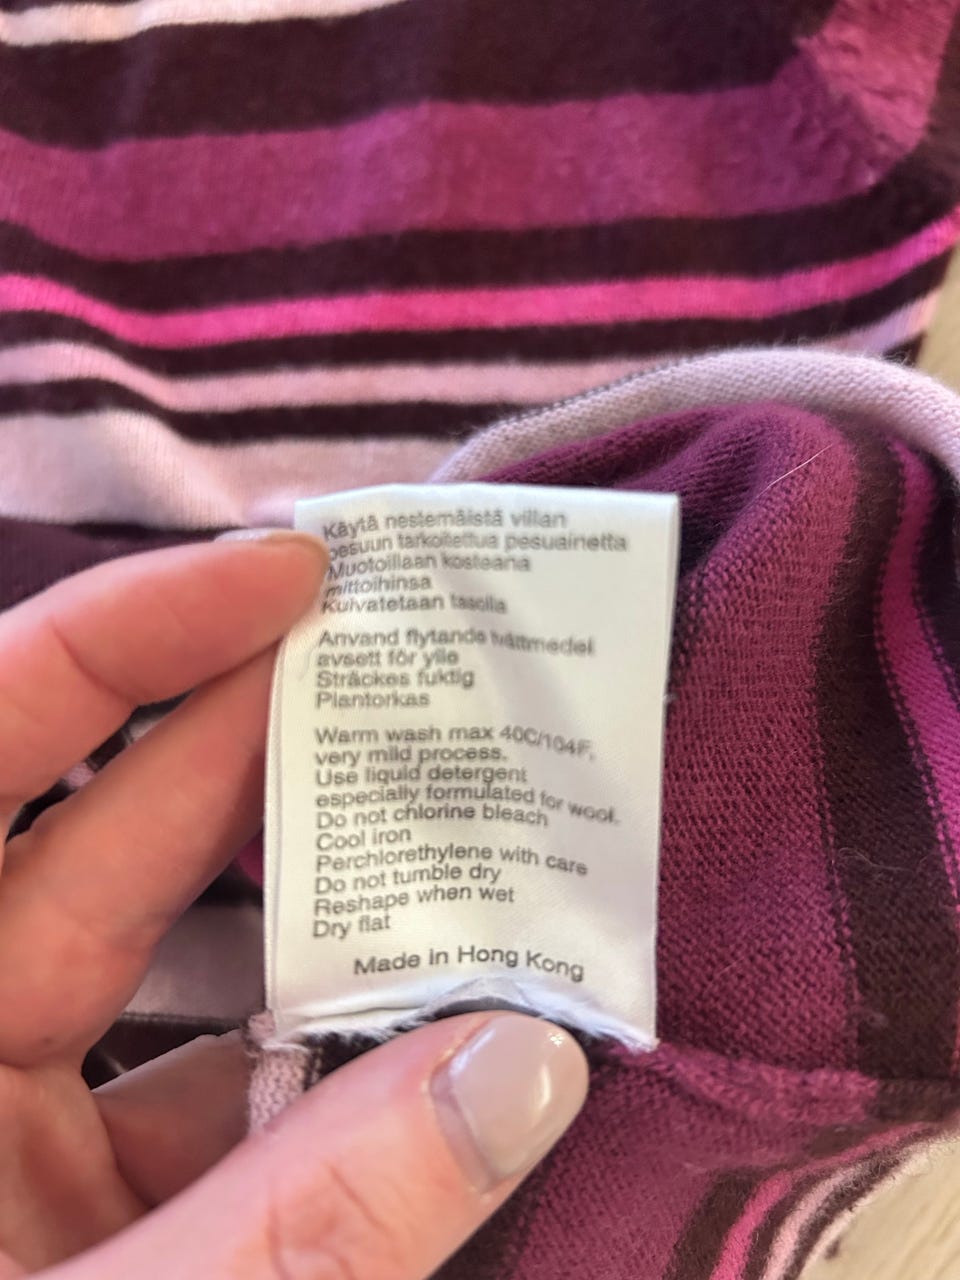 Käytä nestemäistä villan
pesuun tarkoitettua pesuainetta
Muotoillaan kosteana
mittoihinsa
Kuivatetaan tasolla
Använd flytande tvättmedel
avsett för ylle
Sträckes fuktig
Plantorkas
Warm wash max 40C/104F,
very mild process.
Use liquid detergent
especially formulated for wool.
Do not chlorine bleach
Cool iron
Perchlorethylene with care
Do not tumble dry
Reshape when wet
Dry flat
Made in Hong Kong